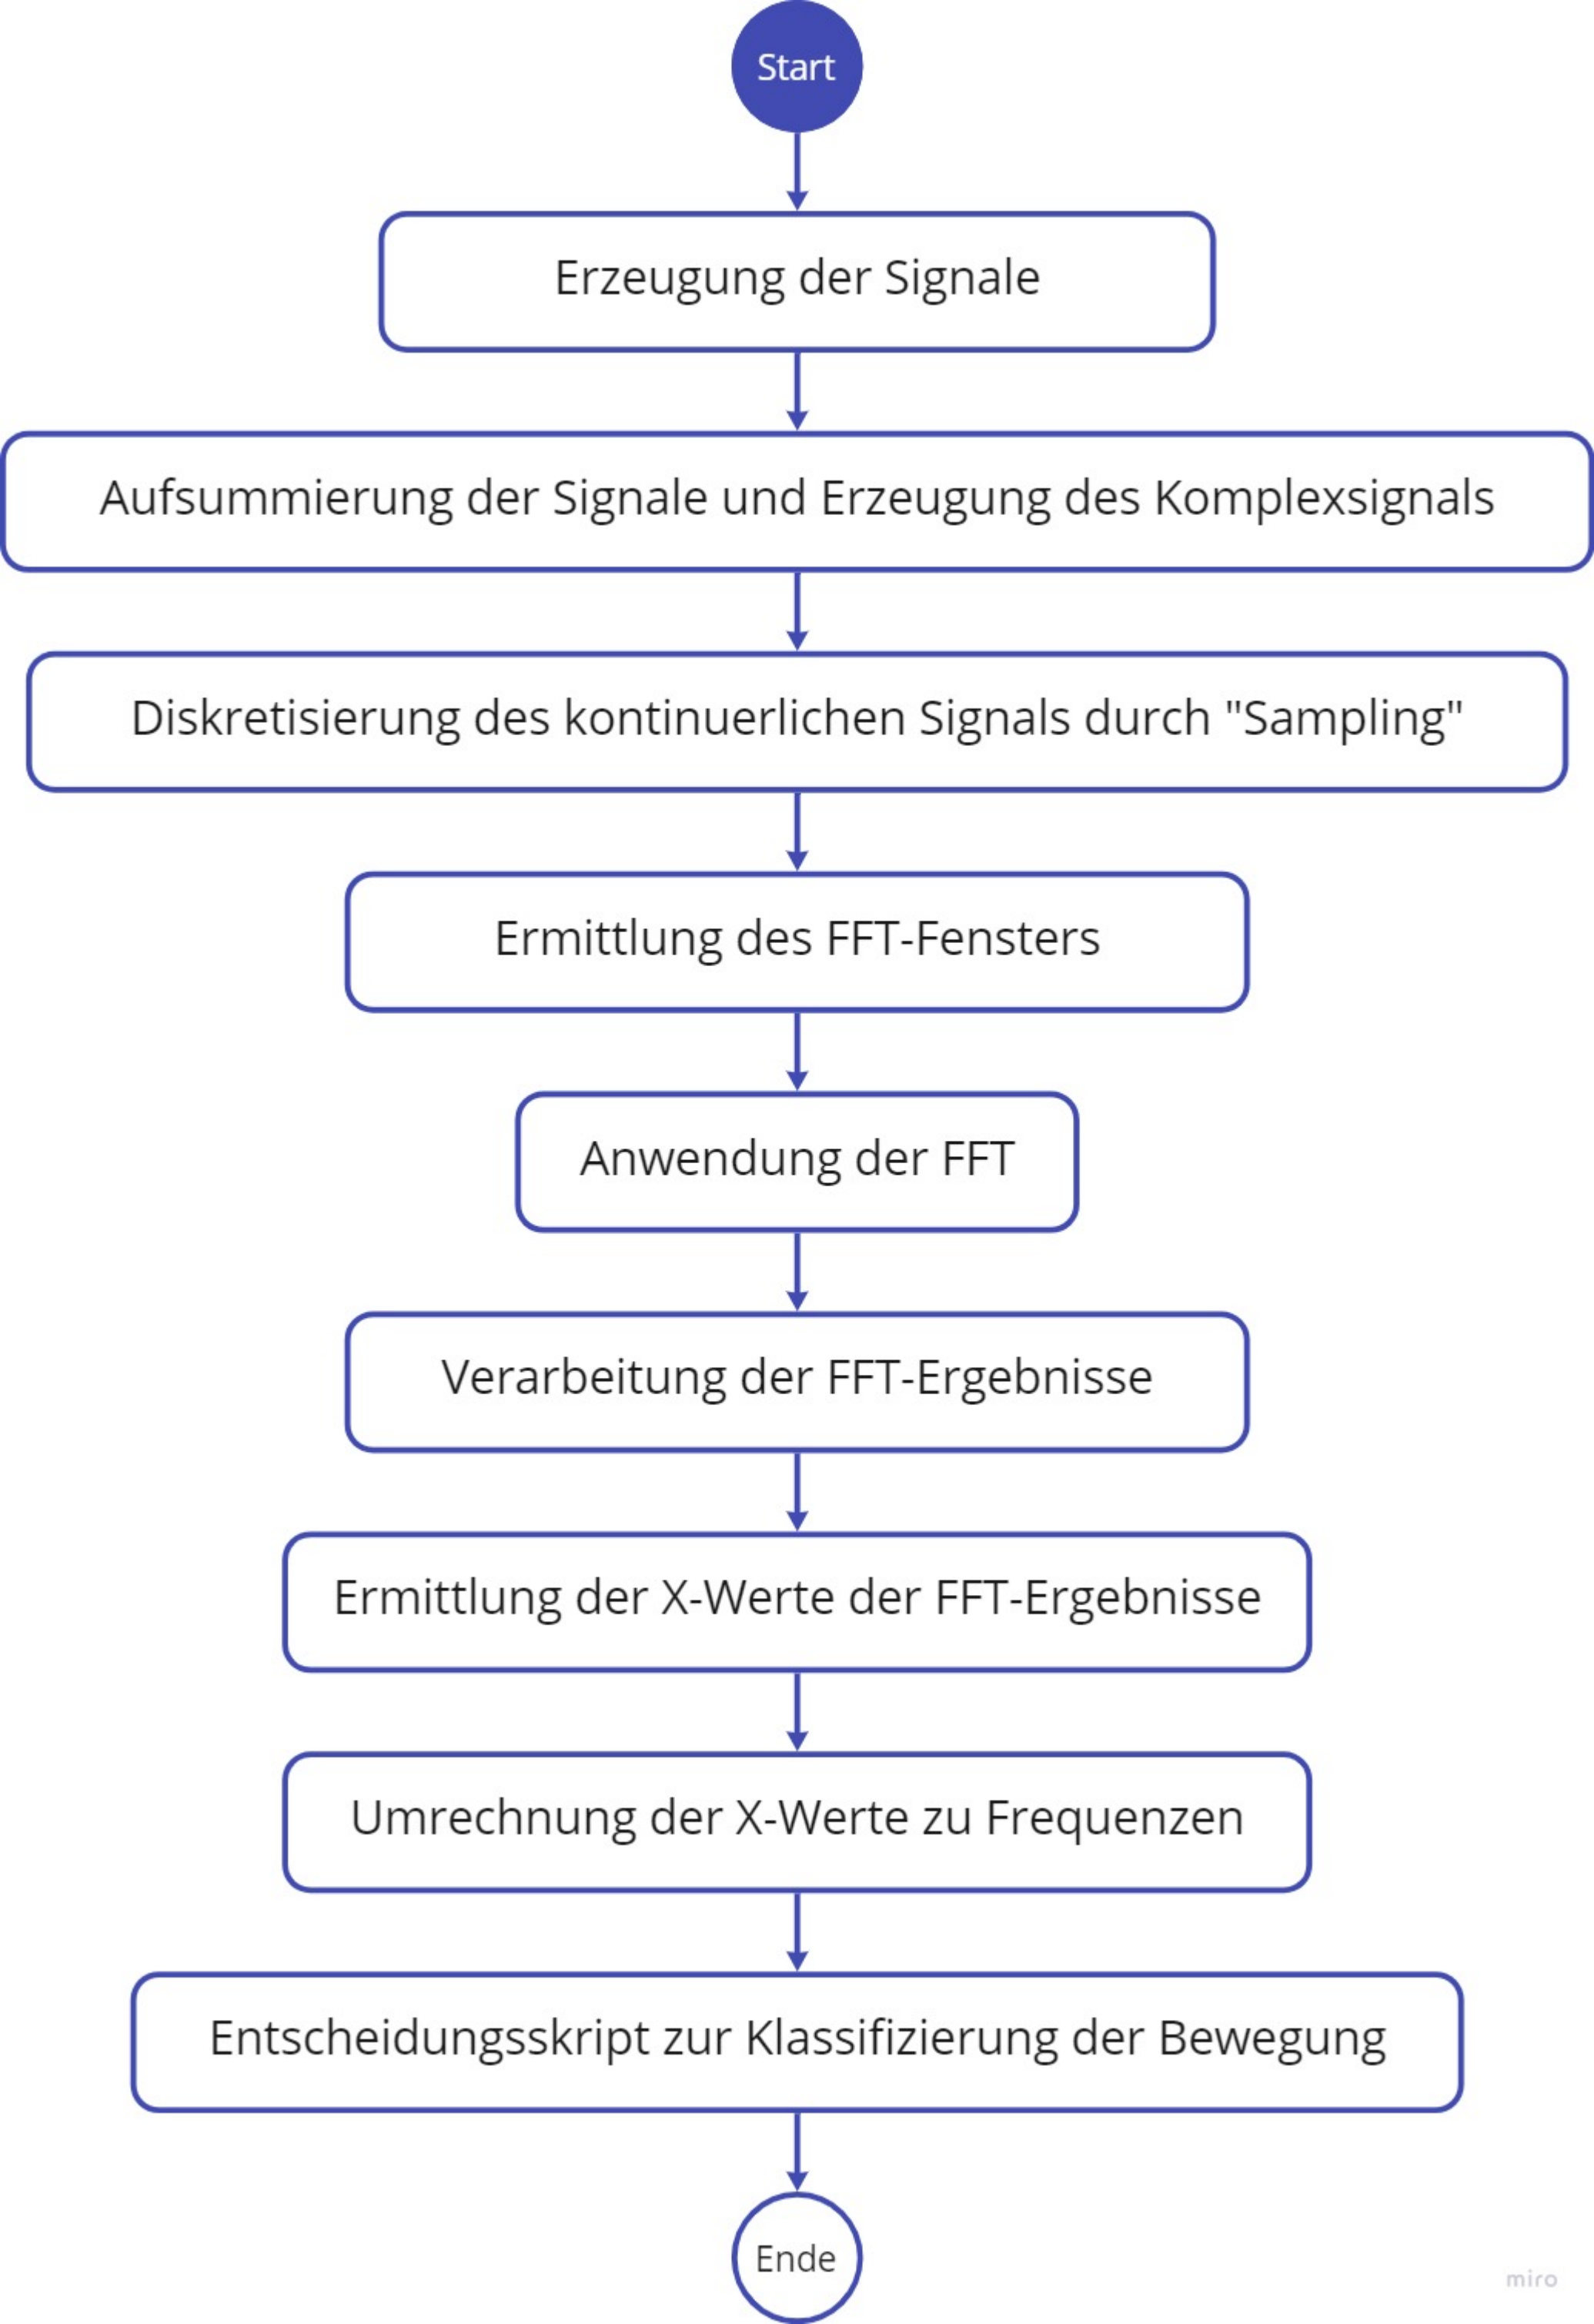 Start
Erzeugung der Signale
Aufsummierung der Signale und Erzeugung des Komplexsignals
Diskretisierung des kontinuerlichen Signals durch "Sampling"
Ermittlung des FFT-Fensters
Anwendung der FFT
Verarbeitung der FFT-Ergebnisse
Ermittlung der X-Werte der FFT-Ergebnisse
Umrechnung der X-Werte zu Frequenzen
Entscheidungsskript zur Klassifizierung der Bewegung
Ende
miro